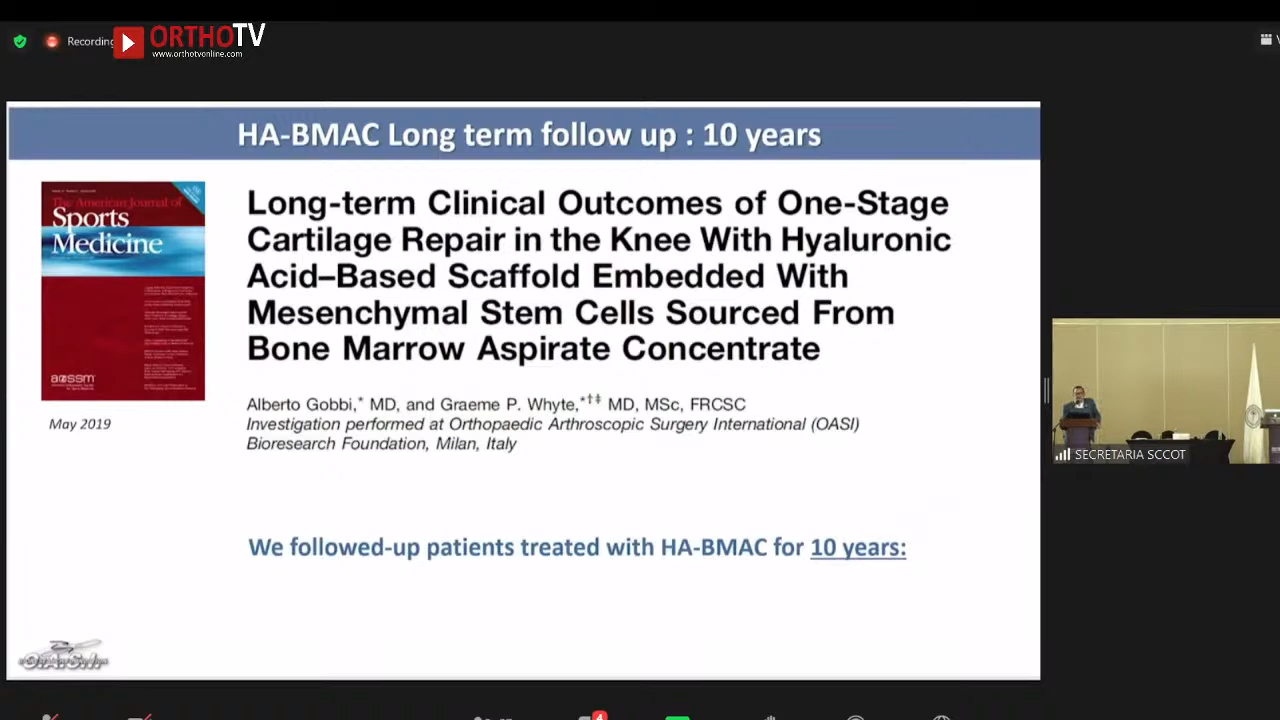 Recording
ORTHOTV
www.orthotvonline.com
HA-BMAC Long term follow up : 10 years
The American Journal of
Sports
Medicine
Long-term Clinical Outcomes of One-Stage
Cartilage Repair in the Knee With Hyaluronic
Acid–Based Scaffold Embedded With
Mesenchymal Stem Cells Sourced From
Bone Marrow Aspirate Concentrate
May 2019
Alberto Gobbi,* MD, and Graeme P. Whyte,*†‡ MD, MSc, FRCSC
Investigation performed at Orthopaedic Arthroscopic Surgery International (OASI)
Bioresearch Foundation, Milan, Italy
We followed-up patients treated with HA-BMAC for 10 years:
O.A.S.I.
SECRETARIA SCCOT
4